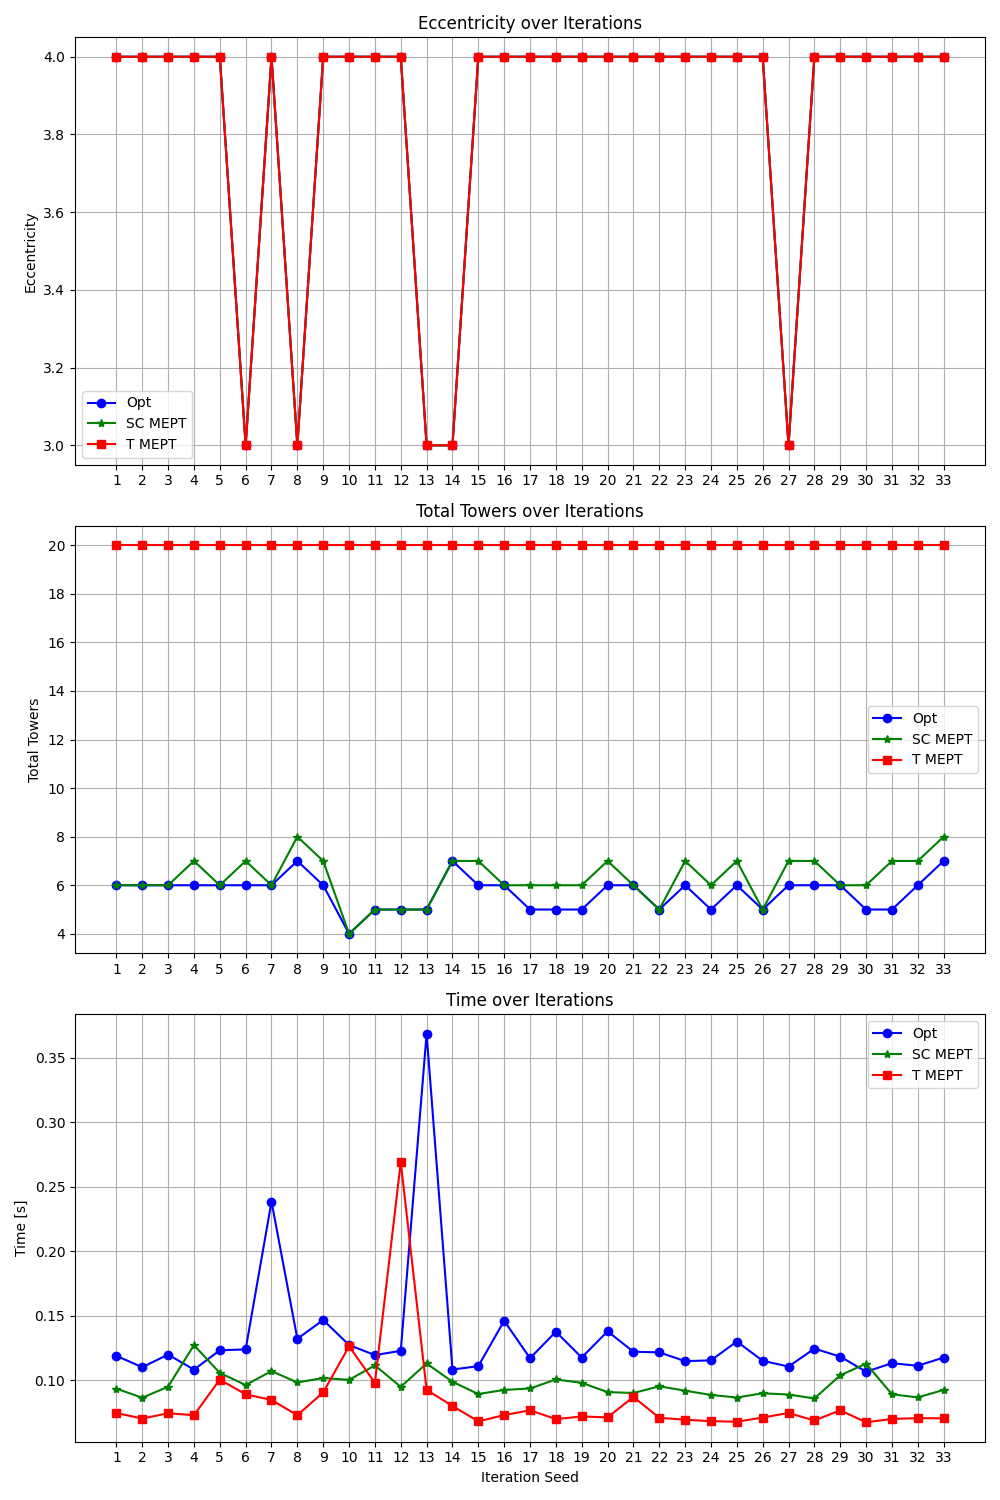 Eccentricity over Iterations
Eccentricity
4.0
3.8
3.6
3.4
3.2
3.0
Opt
SC MEPT
T MEPT
1 2 3 4 5 6 7 8 9 10 11 12 13 14 15 16 17 18 19 20 21 22 23 24 25 26 27 28 29 30 31 32 33
Total Towers over Iterations
Total Towers
20
18
16
14
12
10
8
6
4
Opt
SC MEPT
T MEPT
1 2 3 4 5 6 7 8 9 10 11 12 13 14 15 16 17 18 19 20 21 22 23 24 25 26 27 28 29 30 31 32 33
Time over Iterations
Time [s]
0.35
0.30
0.25
0.20
0.15
0.10
Opt
SC MEPT
T MEPT
1 2 3 4 5 6 7 8 9 10 11 12 13 14 15 16 17 18 19 20 21 22 23 24 25 26 27 28 29 30 31 32 33
Iteration Seed